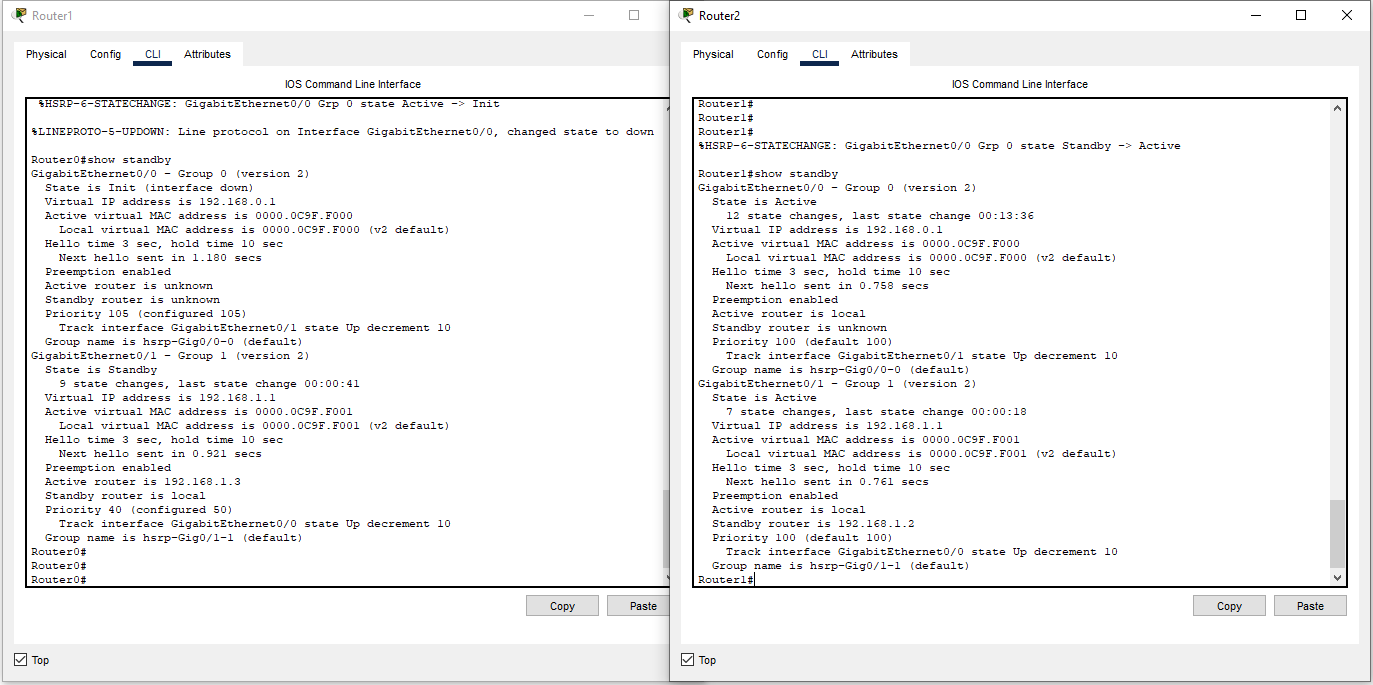 Router1
Physical Config CLI Attributes
IOS Command Line Interface
%HSRP-6-STATECHANGE: GigabitEthernet0/0 Grp 0 state Active -> Init
%LINEPROTO-5-UPDOWN: Line protocol on Interface GigabitEthernet0/0, changed state to down
Router0#show standby
GigabitEthernet0/0 - Group 0 (version 2)
State is Init (interface down)
Virtual IP address is 192.168.0.1
Active virtual MAC address is 0000.0C9F.F000
Local virtual MAC address is 0000.0C9F.F000 (v2 default)
Hello time 3 sec, hold time 10 sec
Next hello sent in 1.180 secs
Preemption enabled
Active router is unknown
Standby router is unknown
Priority 105 (configured 105)
Track interface GigabitEthernet0/1 state Up decrement 10
Group name is hsrp-Gig0/0-0 (default)
GigabitEthernet0/1 - Group 1 (version 2)
State is Standby
9 state changes, last state change 00:00:41
Virtual IP address is 192.168.1.1
Active virtual MAC address is 0000.0C9F.F001
Local virtual MAC address is 0000.0C9F.F001 (v2 default)
Hello time 3 sec, hold time 10 sec
Next hello sent in 0.921 secs
Preemption enabled
Active router is 192.168.1.3
Standby router is local
Priority 40 (configured 50)
Track interface GigabitEthernet0/0 state Up decrement 10
Group name is hsrp-Gig0/1-1 (default)
Router0#
Router0#
Router0#
Copy Paste
Top
Router2
Physical Config CLI Attributes
IOS Command Line Interface
Router1#
Router1#
Router1#
%HSRP-6-STATECHANGE: GigabitEthernet0/0 Grp 0 state Standby -> Active
Router1#show standby
GigabitEthernet0/0 - Group 0 (version 2)
State is Active
12 state changes, last state change 00:13:36
Virtual IP address is 192.168.0.1
Active virtual MAC address is 0000.0C9F.F000
Local virtual MAC address is 0000.0C9F.F000 (v2 default)
Hello time 3 sec, hold time 10 sec
Next hello sent in 0.758 secs
Preemption enabled
Active router is local
Standby router is unknown
Priority 100 (default 100)
Track interface GigabitEthernet0/1 state Up decrement 10
Group name is hsrp-Gig0/0-0 (default)
GigabitEthernet0/1 - Group 1 (version 2)
State is Active
7 state changes, last state change 00:00:18
Virtual IP address is 192.168.1.1
Active virtual MAC address is 0000.0C9F.F001
Local virtual MAC address is 0000.0C9F.F001 (v2 default)
Hello time 3 sec, hold time 10 sec
Next hello sent in 0.761 secs
Preemption enabled
Active router is local
Standby router is 192.168.1.2
Priority 100 (default 100)
Track interface GigabitEthernet0/0 state Up decrement 10
Group name is hsrp-Gig0/1-1 (default)
Router1#
Copy Paste
Top